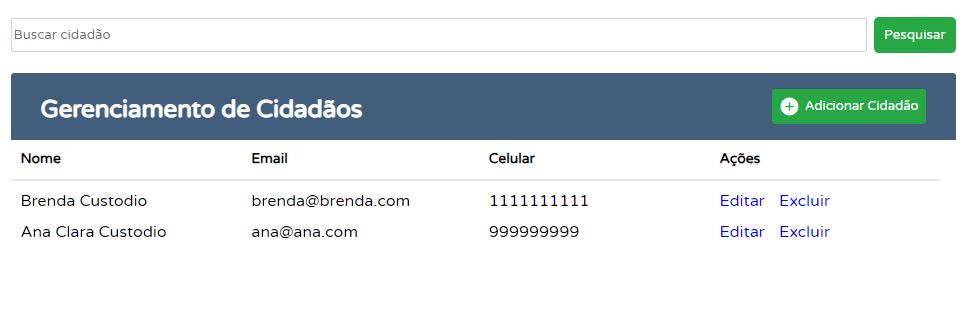 Buscar cidadão Pesquisar
Gerenciamento de Cidadãos Adicionar Cidadão
Nome Email Celular Ações
Brenda Custodio brenda@brenda.com 1111111111 Editar Excluir
Ana Clara Custodio ana@ana.com 999999999 Editar Excluir